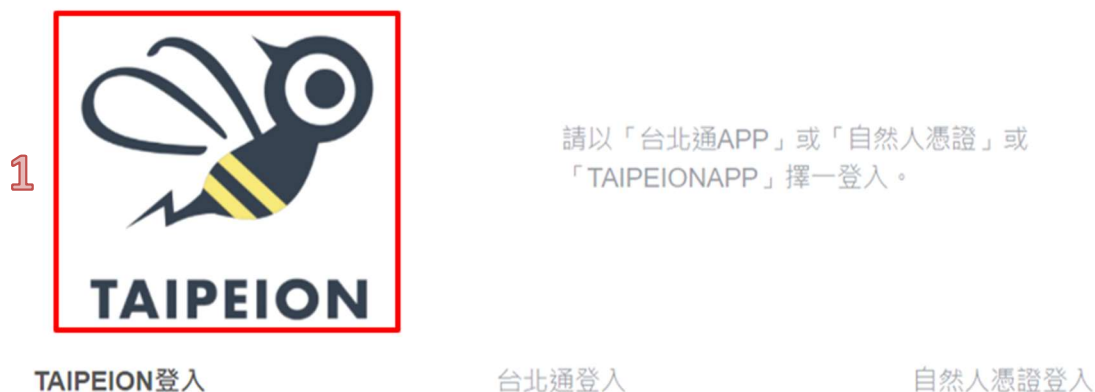 1
TAIPEION
請以「台北通APP」或「自然人憑證」或
「TAIPEIONAPP」擇一登入。
TAIPEION登入
台北通登入
自然人憑證登入